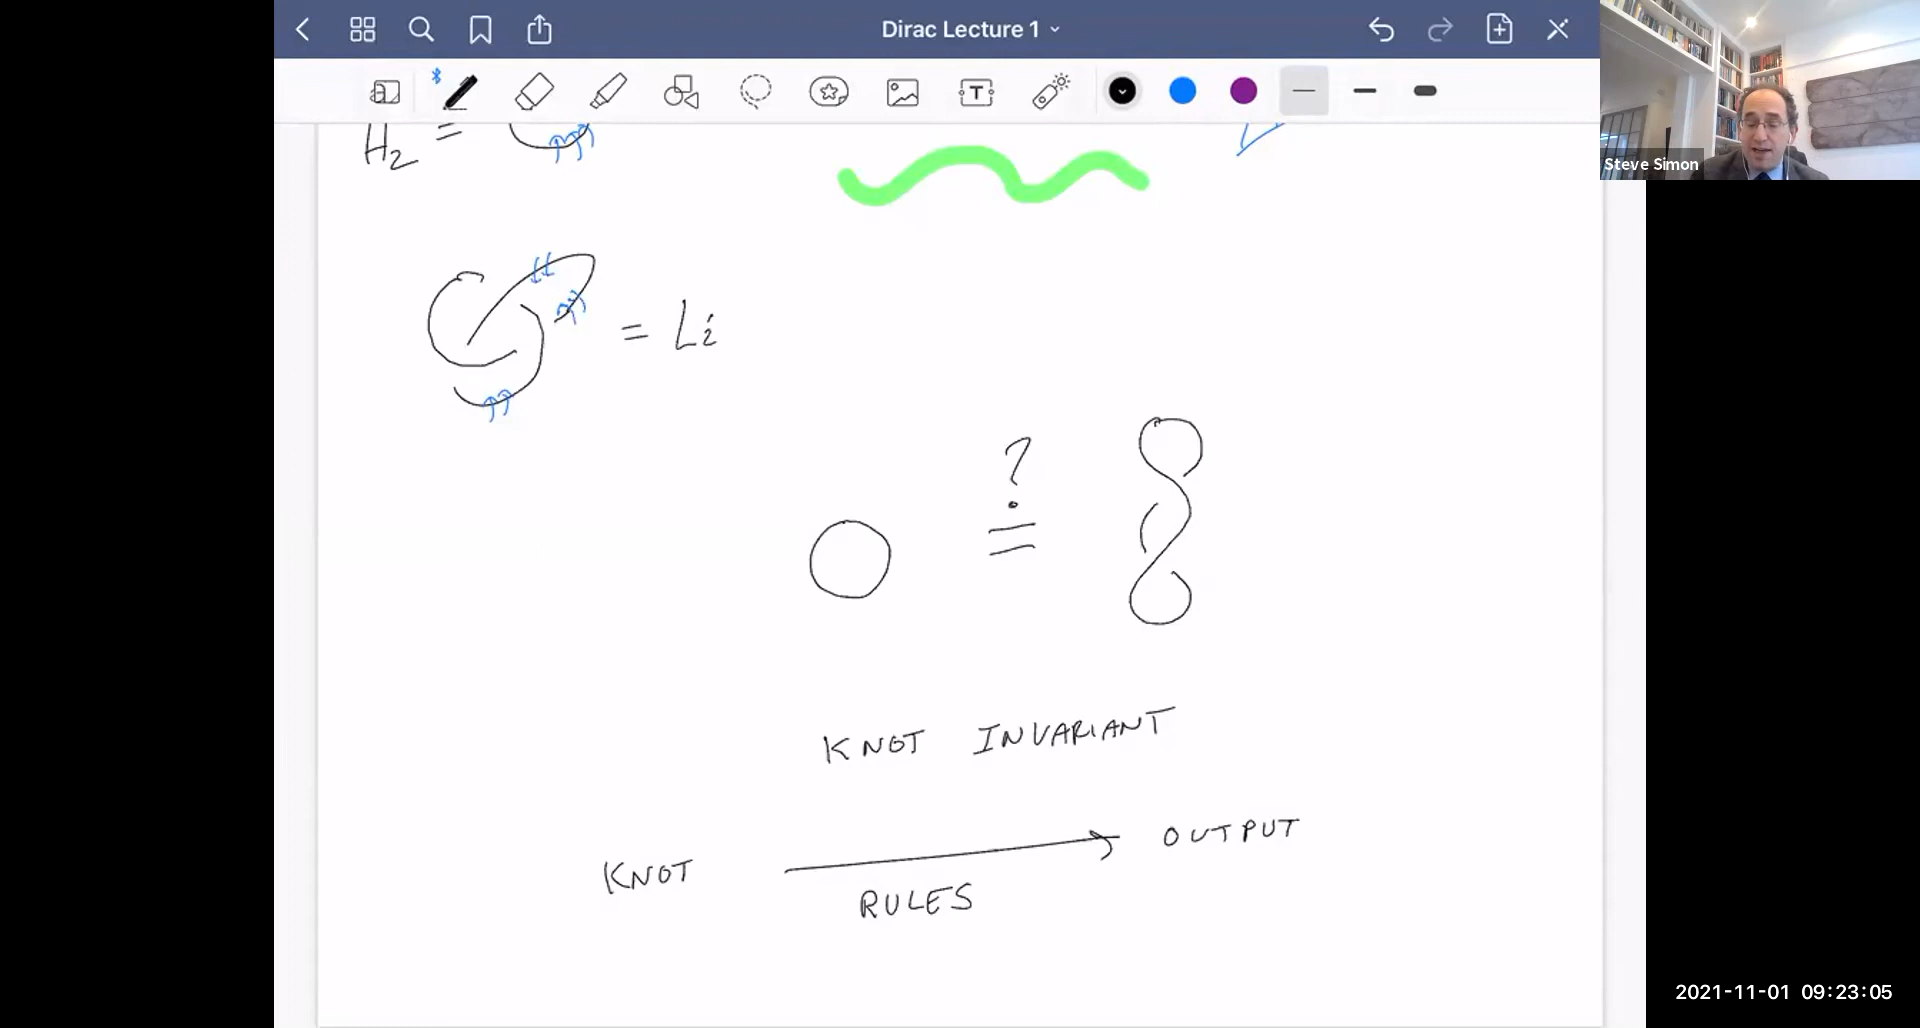 Dirac Lecture 1
T
Steve Simon
H2 =
= Li
?
=
KNOT INVARIANT
KNOT
OUTPUT
RULES
2021-11-01 09:23:05